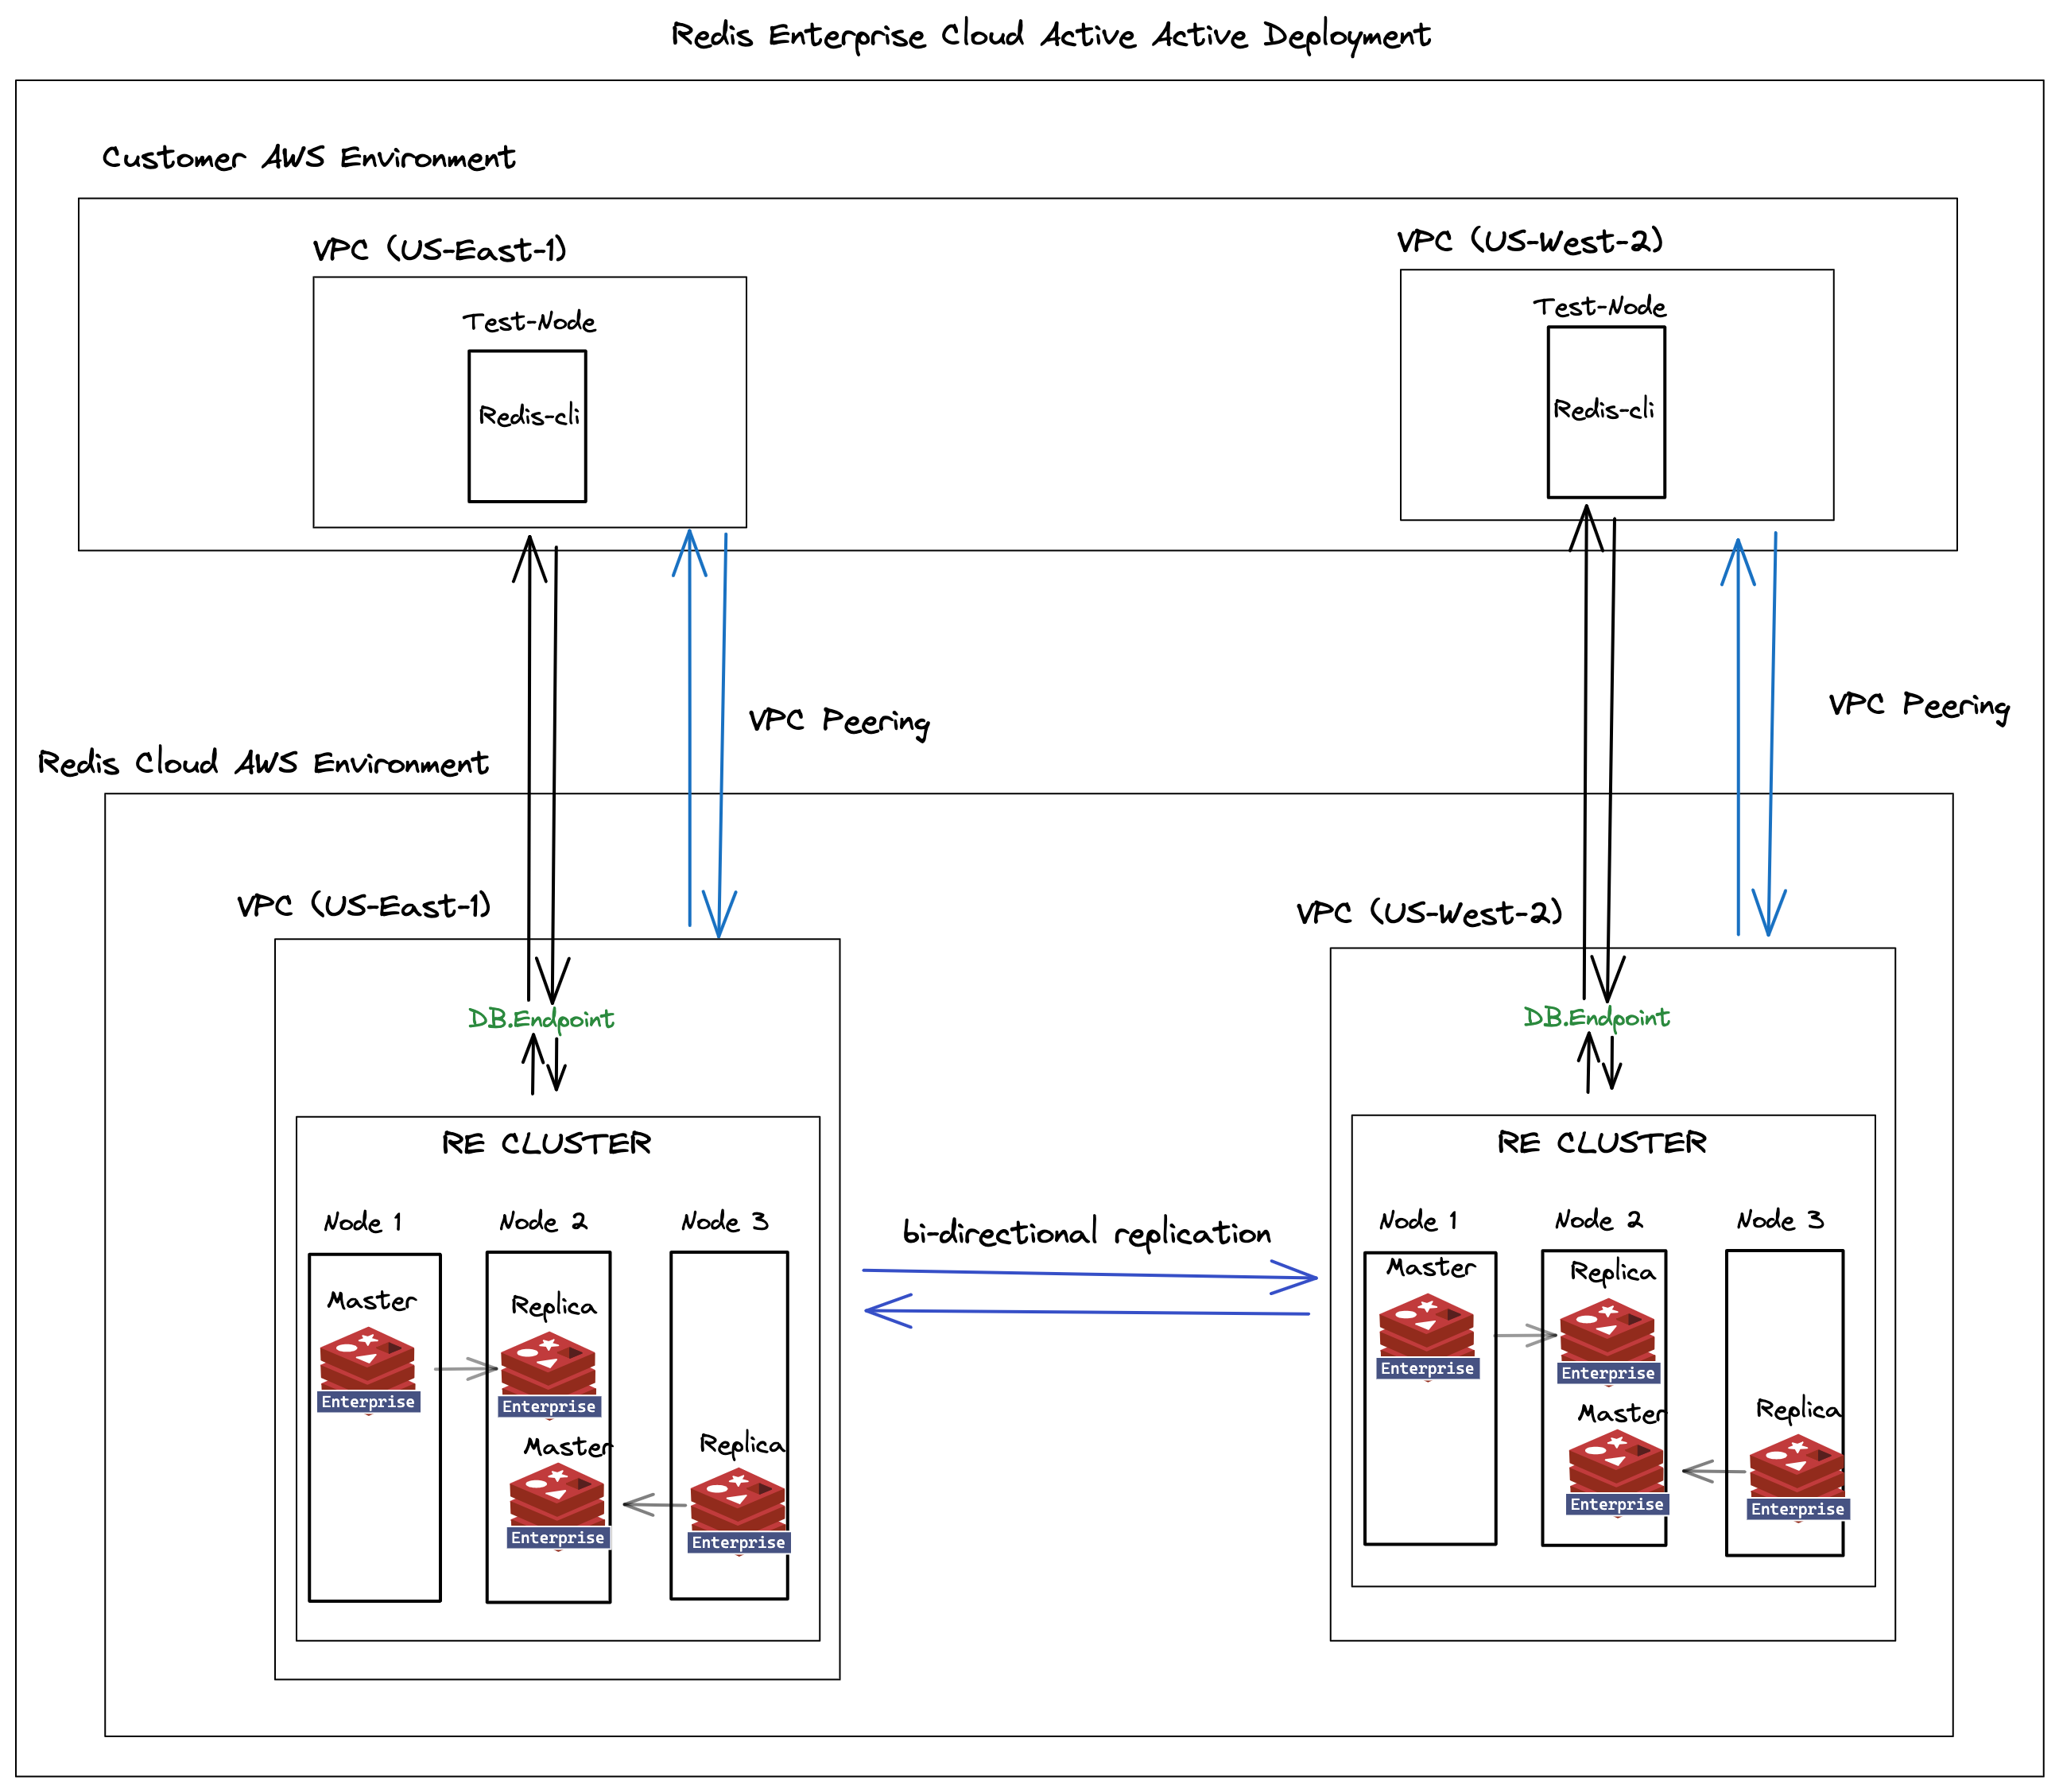 Redis Enterprise Cloud Active Active Deployment
Customer AWS Environment
VPC (US-East-1)
VPC (US-West-2)
Test-Node
Test-Node
Redis-cli
Redis-cli
VPC Peering
VPC Peering
Redis Cloud AWS Environment
VPC (US-East-1)
VPC (US-West-2)
DB.Endpoint
DB.Endpoint
RE CLUSTER
RE CLUSTER
Node 1
Node 2
Node 3
bi-directional replication
Node 1
Node 2
Node 3
Master
Enterprise
Replica
Enterprise
Master
Enterprise
Replica
Enterprise
Master
Enterprise
Replica
Enterprise
Master
Enterprise
Replica
Enterprise